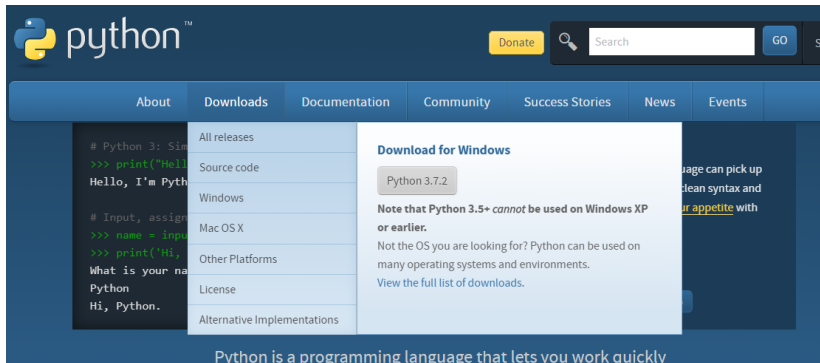 python™
Donate
Search
GO
S
About Downloads Documentation Community Success Stories News Events
All releases
Source code
Windows
Mac OS X
Other Platforms
License
Alternative Implementations
Download for Windows
Python 3.7.2
Note that Python 3.5+ cannot be used on Windows XP
or earlier.
Not the OS you are looking for? Python can be used on
many operating systems and environments.
View the full list of downloads.
# Python 3: Sim
>>> print("Hell
Hello, I'm Pyth
# Input, assign
>>> name = inpu
>>> print('Hi,
What is your na
Python
Hi, Python.
age can pick up
clean syntax and
ur appetite with
Python is a programming language that lets you work quickly